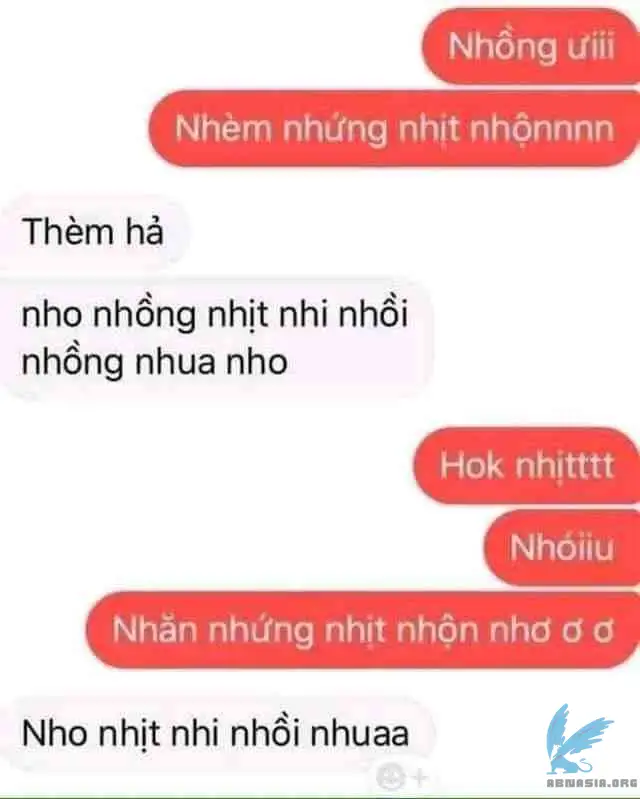 Nhồng ưiii
Nhèm nhứng nhịt nhộnnnn
Thèm hả
nho nhồng nhịt nhi nhồi
nhồng nhua nho
Hok nhịtttt
Nhóiiu
Nhăn nhứng nhịt nhộn nhơ ơ ơ
Nho nhịt nhi nhồi nhuaa
ABNASIA.ORG